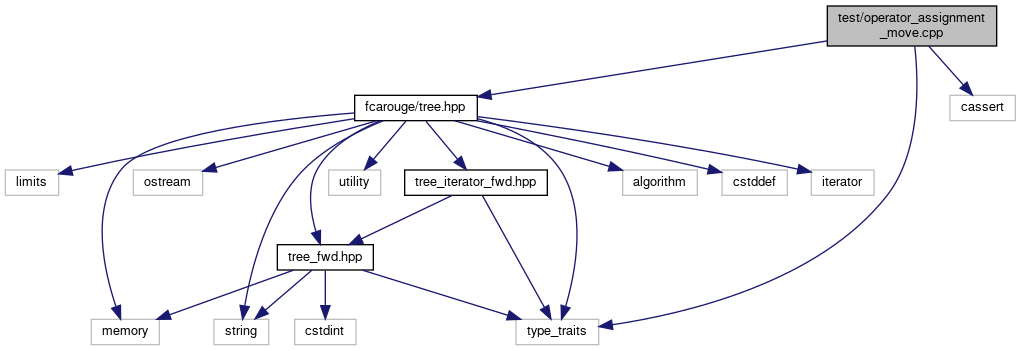 test/operator_assignment
_move.cpp
fcarouge/tree.hpp
cassert
limits
ostream
utility
tree_iterator_fwd.hpp
algorithm
cstddef
iterator
tree_fwd.hpp
memory
string
cstdint
type_traits